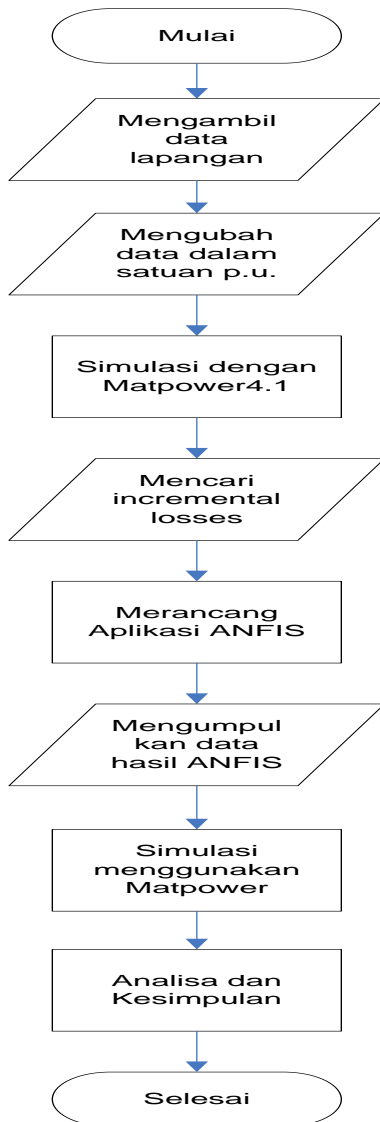 Mulai
Mengambil
data
lapangan
Mengubah
data dalam
satuan p.u.
Simulasi dengan
Matpower4.1
Mencari
incremental
losses
Merancang
Aplikasi ANFIS
Mengumpul
kan data
hasil ANFIS
Simulasi
menggunakan
Matpower
Analisa dan
Kesimpulan
Selesai